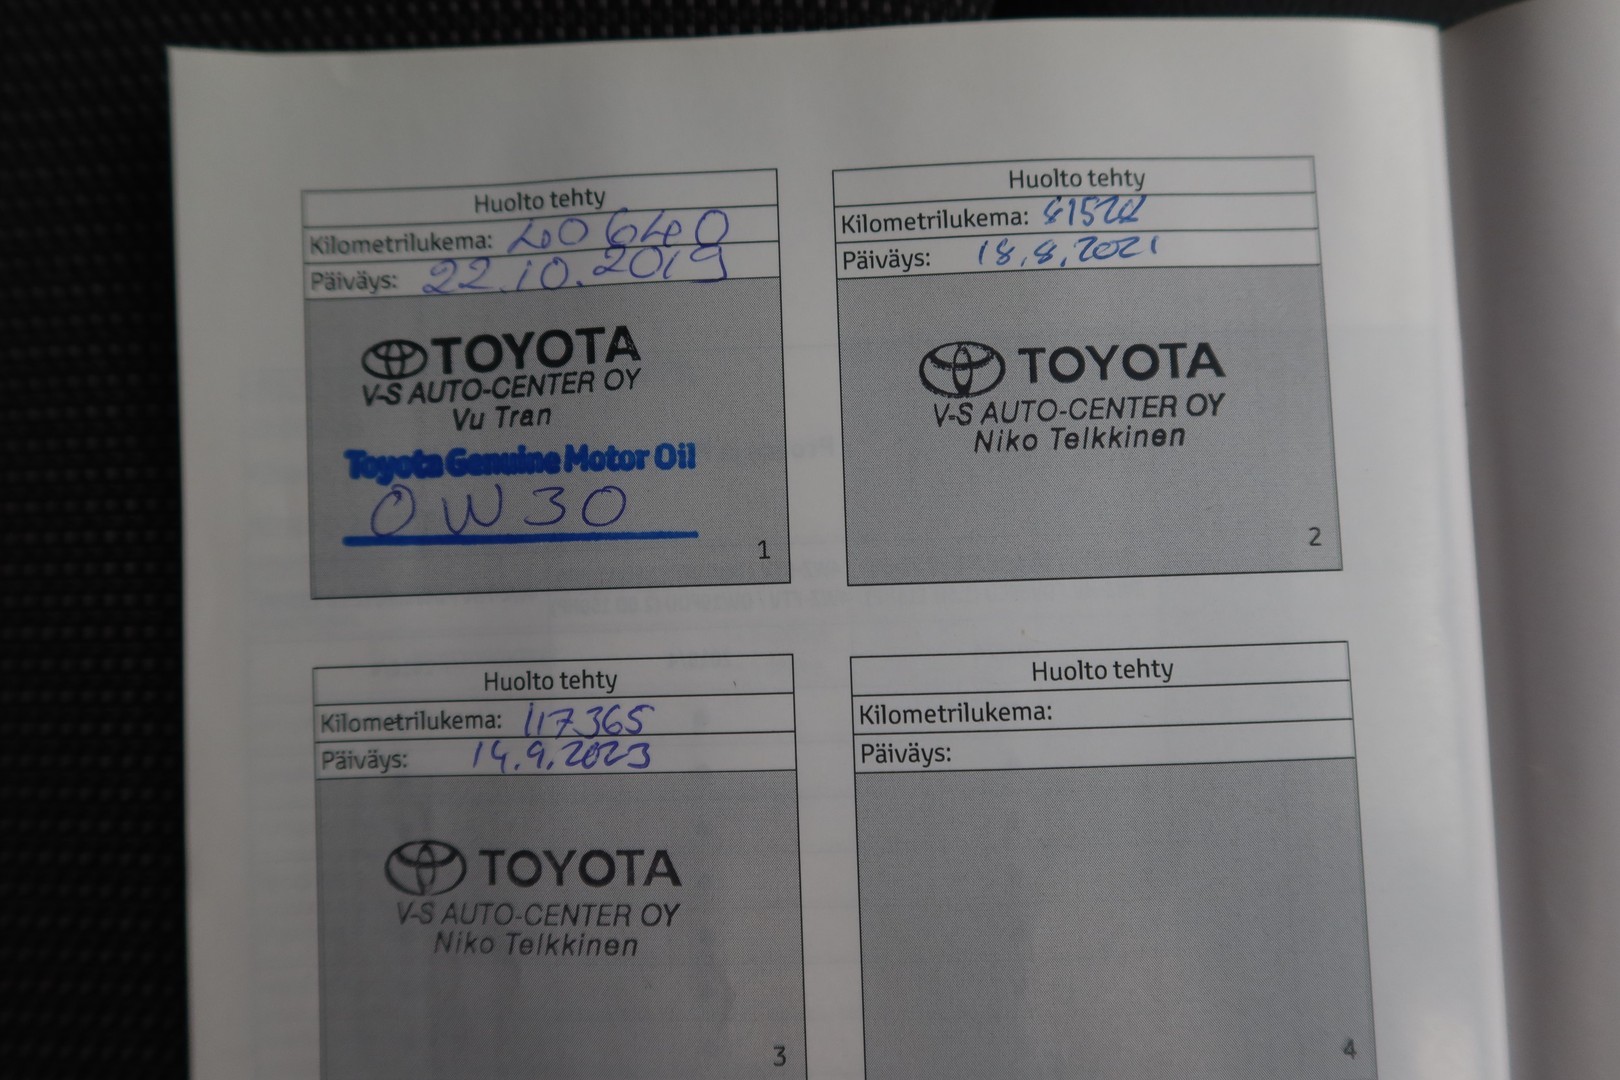 Huolto tehty
Kilometrilukema: 40640
Päiväys: 22.10.2019
TOYOTA
V-S AUTO-CENTER OY
Vu Tran
Toyota Genuine Motor Oil
0W30
1
Huolto tehty
Kilometrilukema:
Päiväys: 18.8.2021
TOYOTA
V-S AUTO-CENTER OY
Niko Telkkinen
2
Huolto tehty
Kilometrilukema: 117365
Päiväys: 14.9.2023
TOYOTA
V-S AUTO-CENTER OY
Niko Telkkinen
3
Huolto tehty
Kilometrilukema:
Päiväys:
4